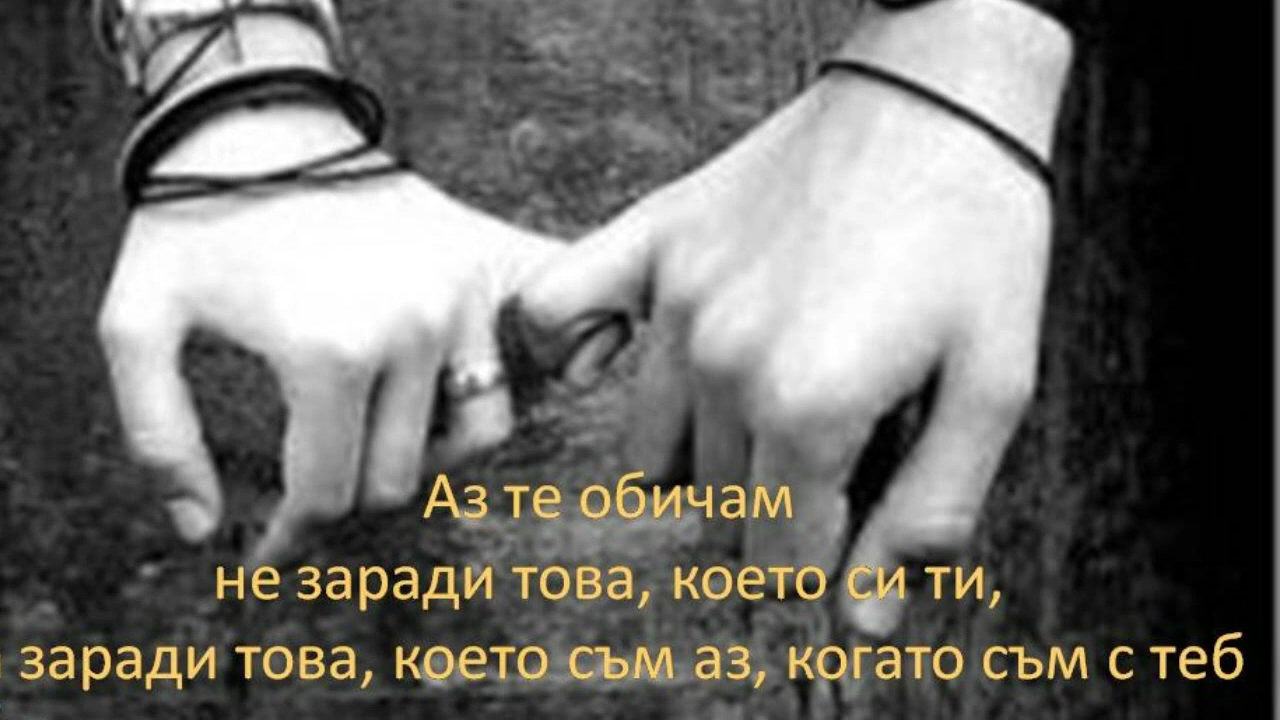 Аз те обичам
не заради това, което си ти,
заради това, което съм аз, когато съм с теб